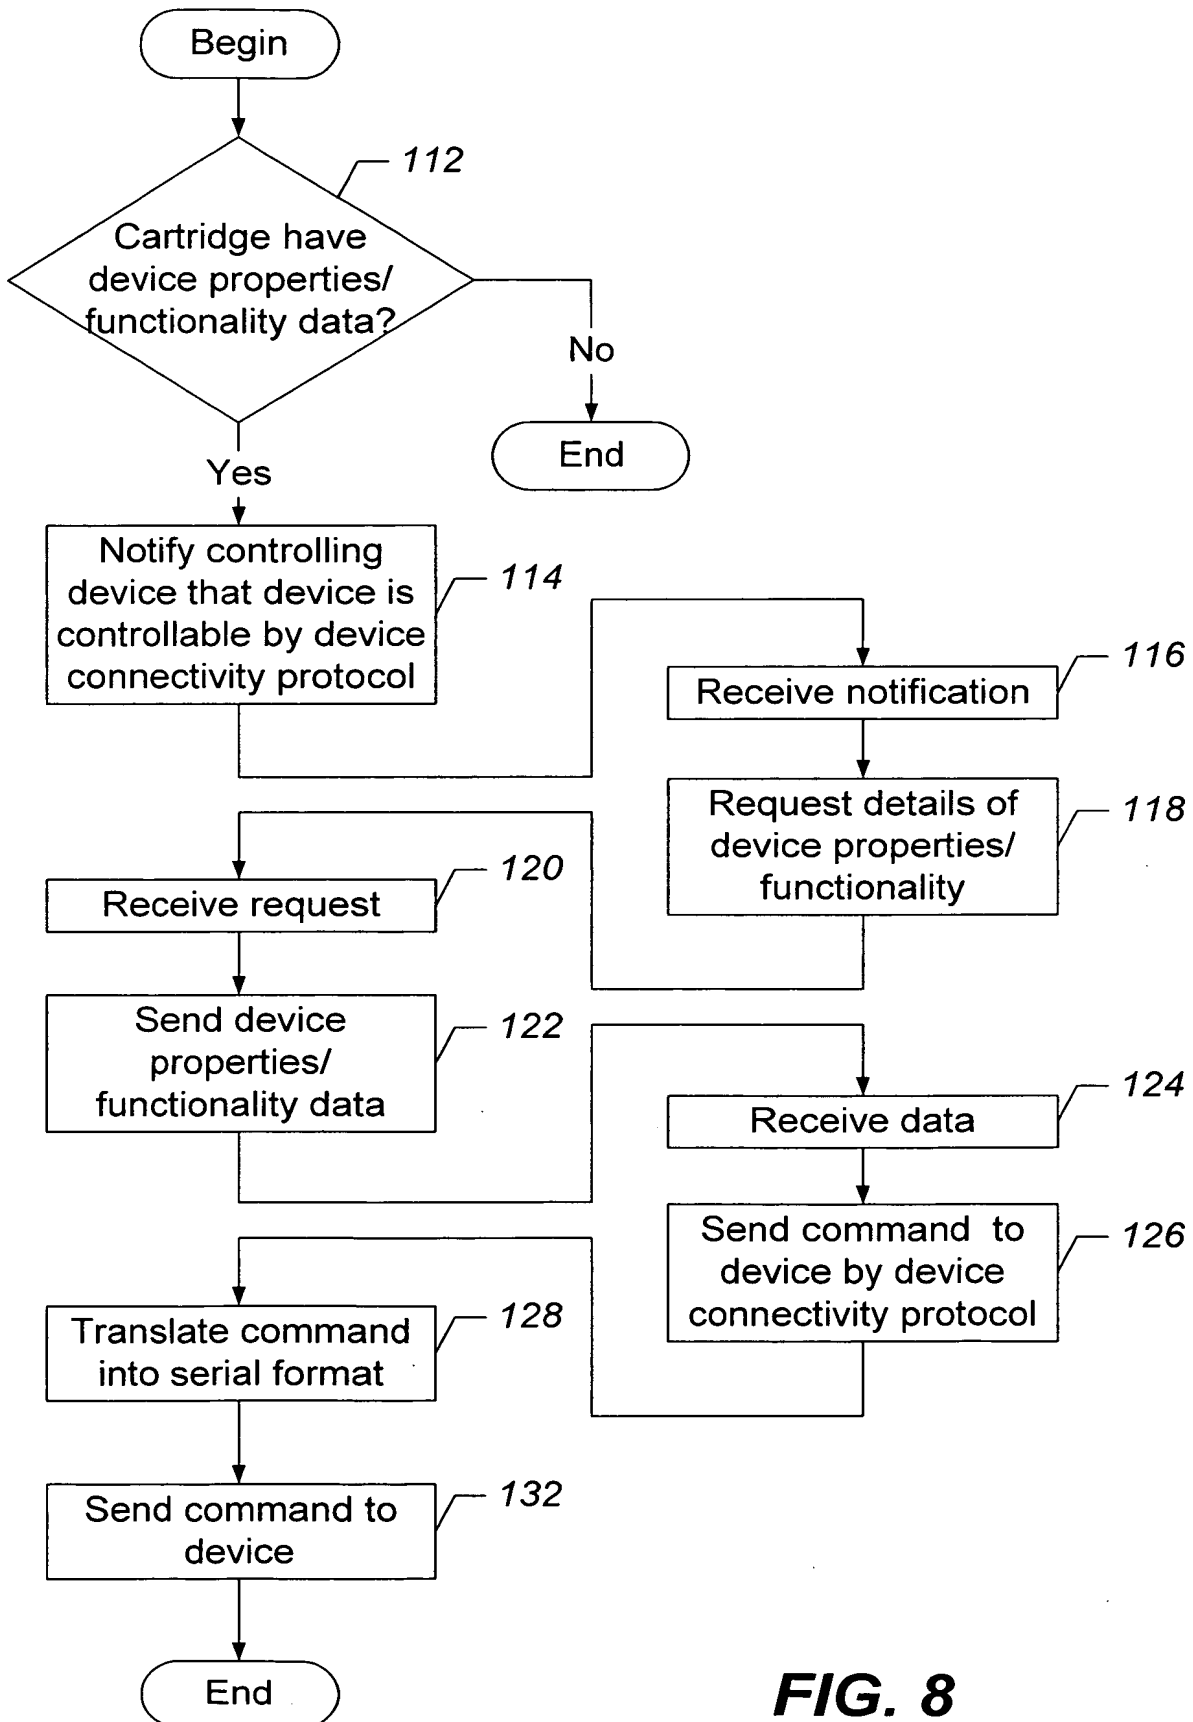 Begin
112
Cartridge have
device properties/
functionality data?
No
End
Yes
Notify controlling
device that device is
controllable by device
connectivity protocol
114
116
Receive notification
Request details of
device properties/
functionality
118
120
Receive request
Send device
properties/
functionality data
122
124
Receive data
Send command to
device by device
connectivity protocol
126
Translate command
into serial format
128
Send command to
device
132
End
FIG. 8